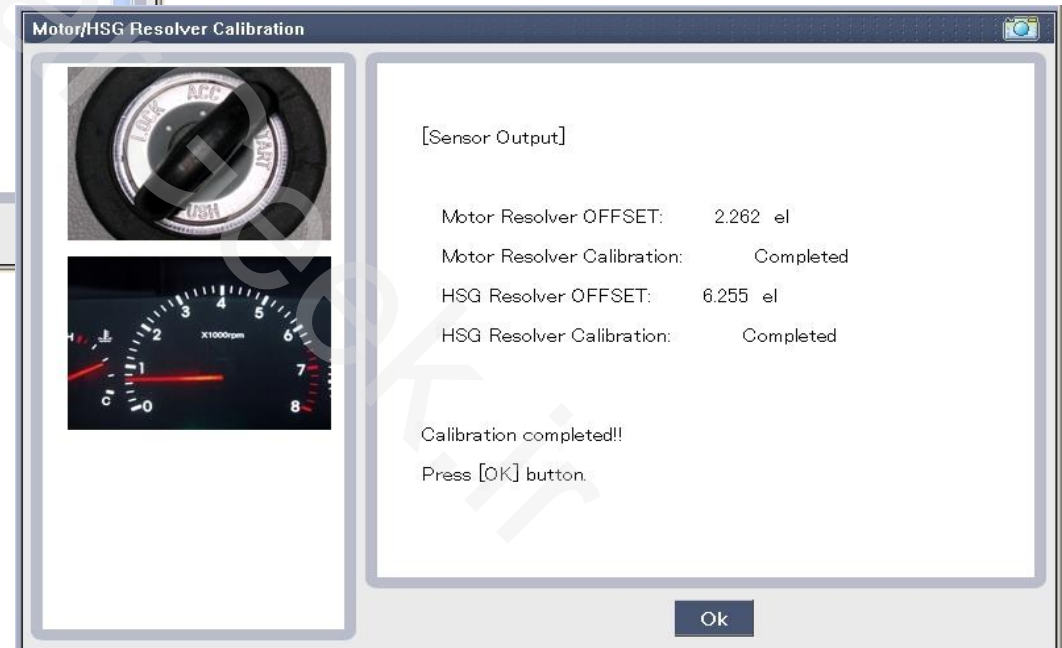 Motor/HSG Resolver Calibration
LOCK
ACC
START
PUSH
[Sensor Output]
Motor Resolver OFFSET: 2.262 el
Motor Resolver Calibration: Completed
HSG Resolver OFFSET: 6.255 el
HSG Resolver Calibration: Completed
H
C
0
1
2
3
4
5
6
7
8
X1000rpm
Calibration completed!!
Press [OK] button.
Ok